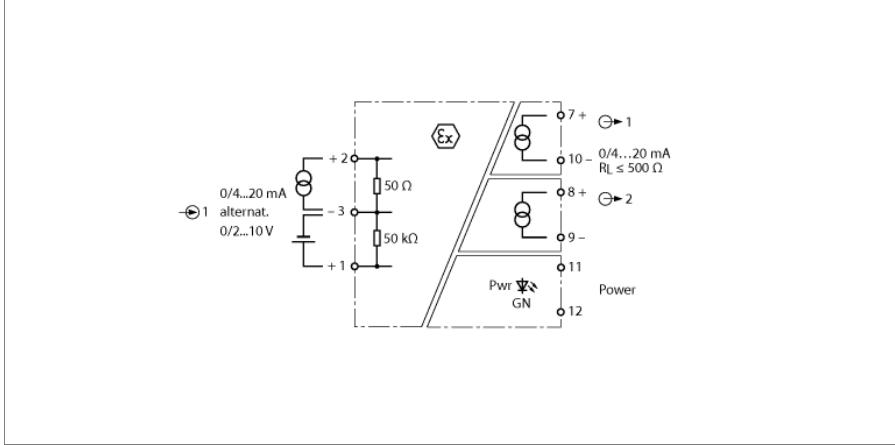 Ex
+ 2
50 Ω
0/4...20 mA
1 alternat.
0/2...10 V
– 3
50 kΩ
+ 1
7 +
1
10 – 0/4...20 mA
RL ≤ 500 Ω
8 +
2
9 –
11
Pwr
GN
Power
12